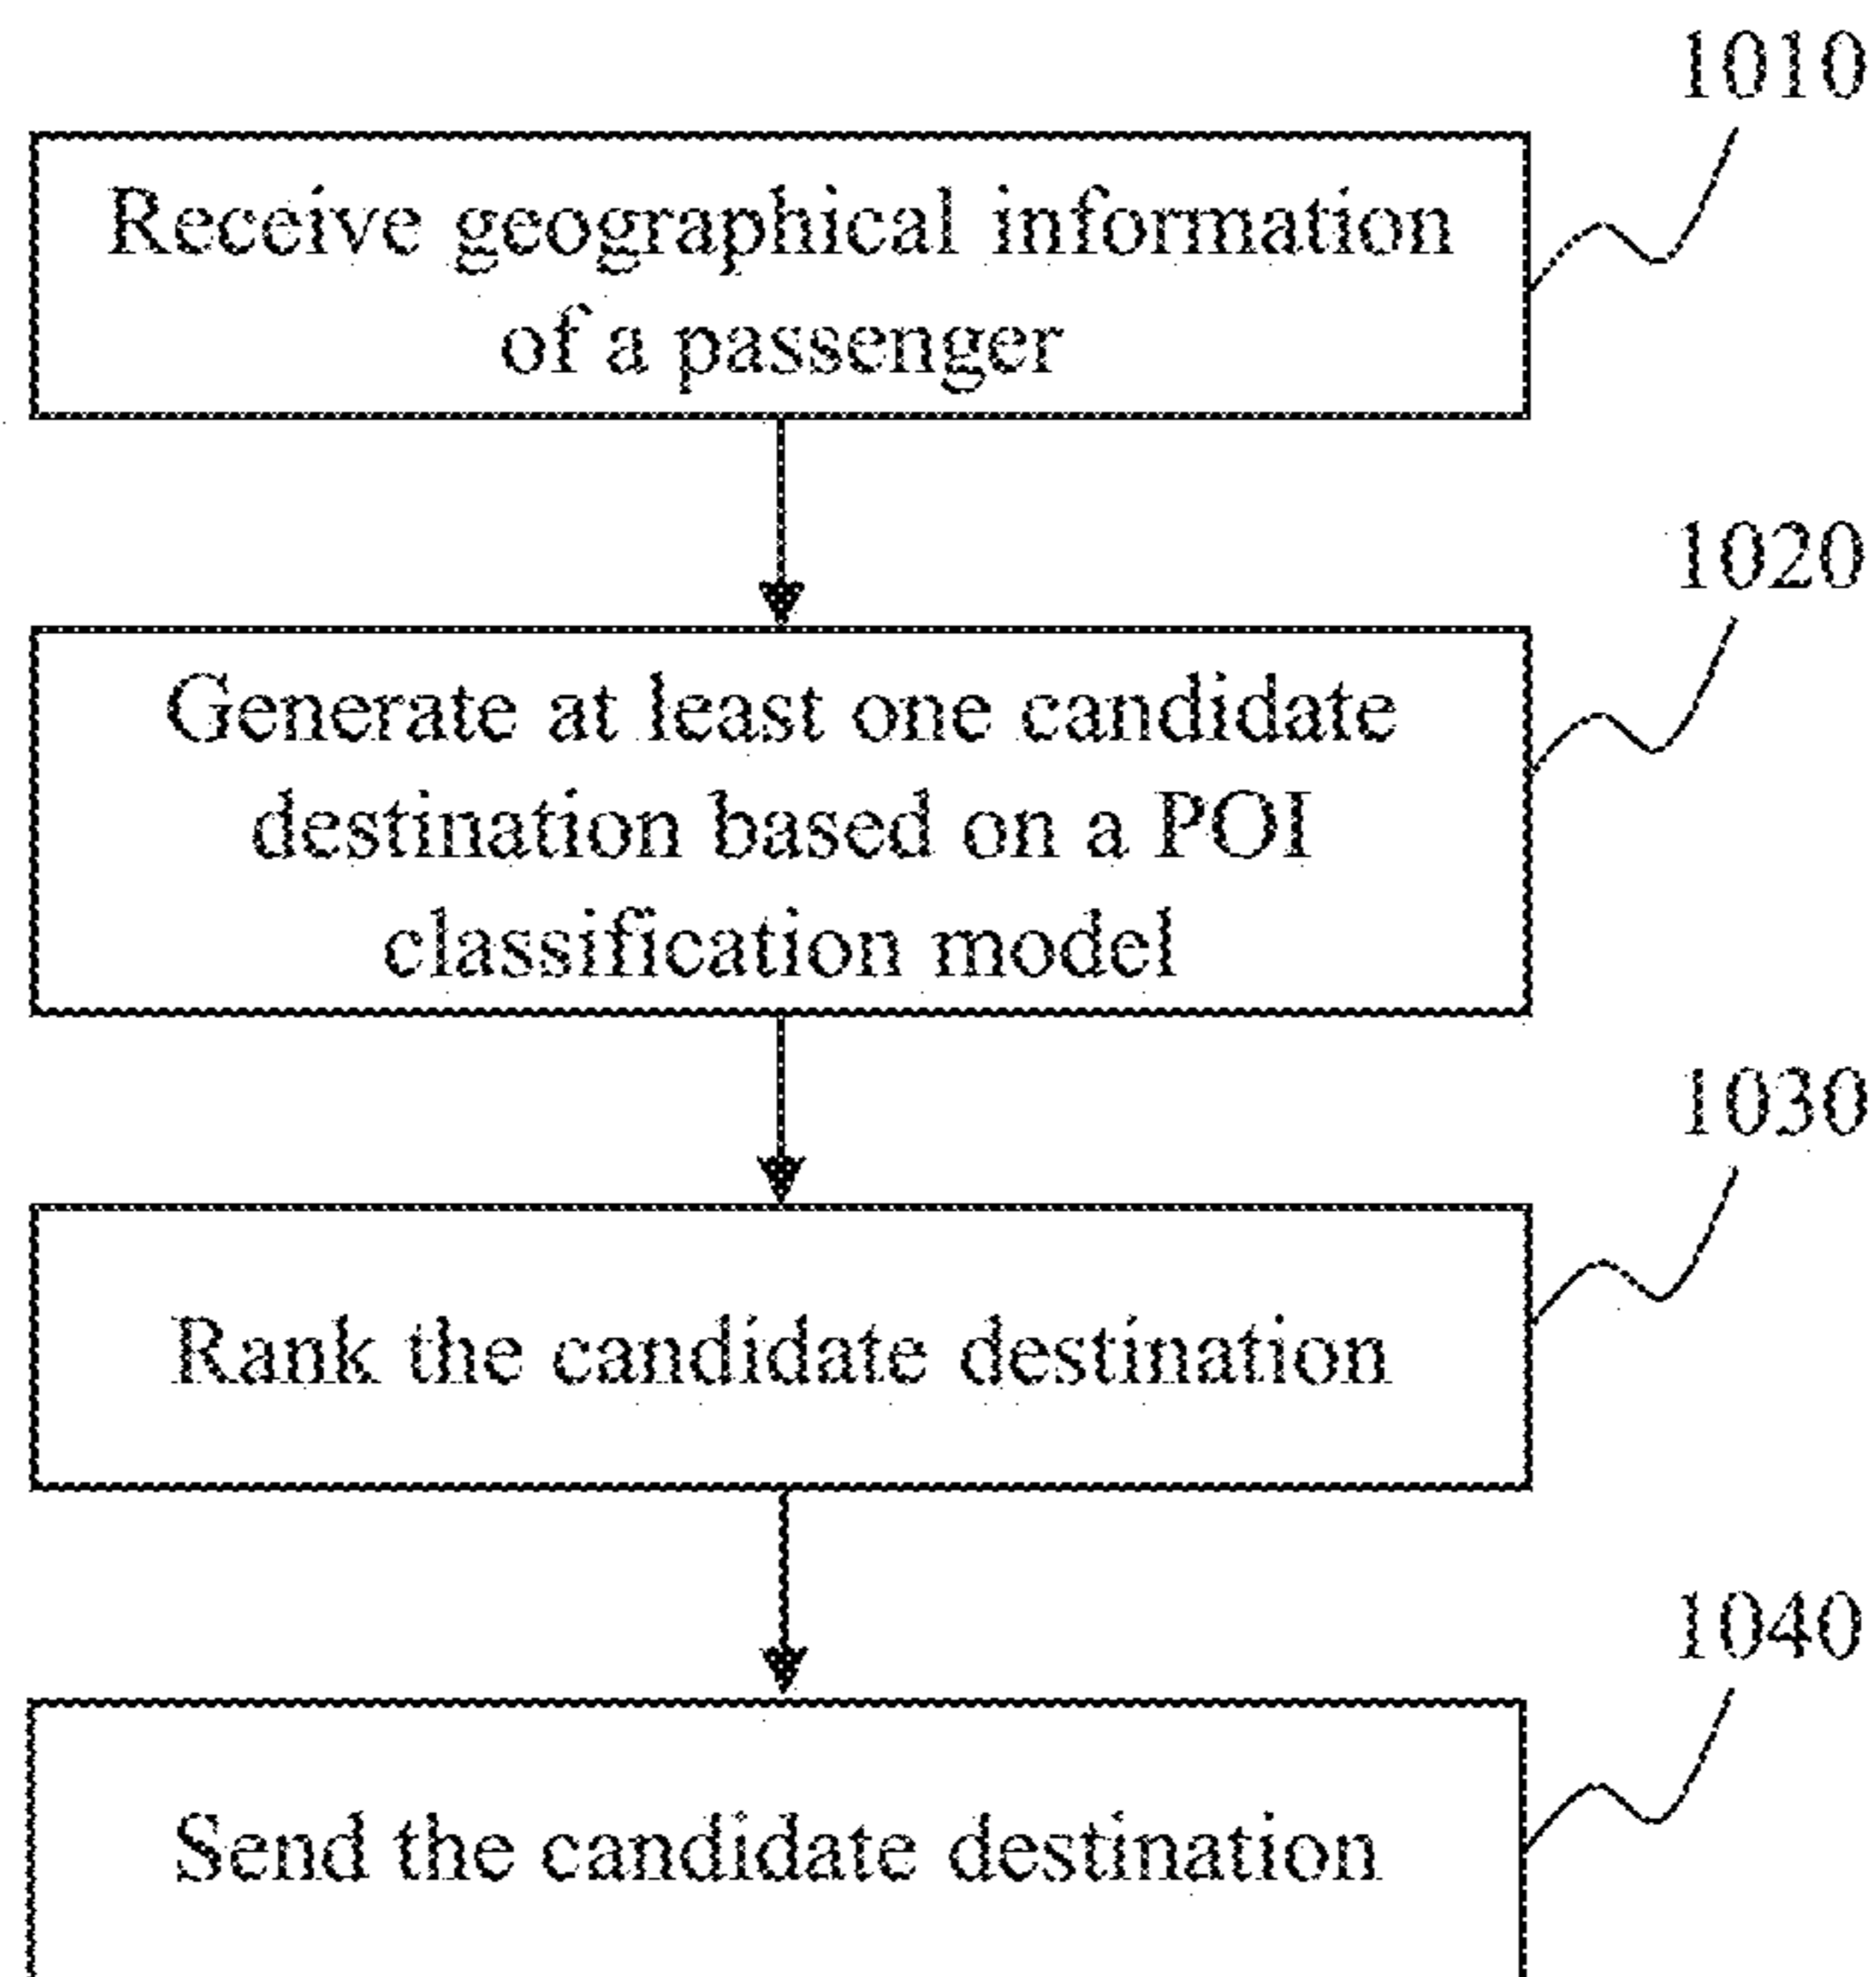 1010
Receive geographical information
of a passenger
1020
Generate at least one candidate
destination based on a POI
classification model
1030
Rank the candidate destination
1040
Send the candidate destination